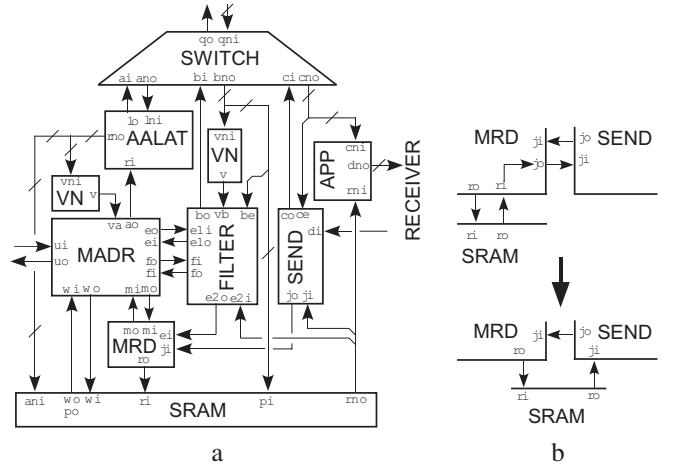 qo qni
SWITCH
ai ano bi bno ci cno
lo lni
rno AALAT
ri
vni
VN
v
vni
VN v
cni
dno
rni
APP
RECEIVER
va ao
ui
uo
MADR
eo
ei
fo
fi
wi wo mi mo
bo vb be
eli
elo
fi
fo
FILTER
e2o e2i
co ce
di
SEND
jo ji
mo mi ei
MRD ji
ro
ani wo wi ri pi rno
po
SRAM
a
MRD SEND
ji jo
jo ji
ro ri
ri ro
SRAM
MRD SEND
ji jo
ro ji
ri ro
SRAM
b